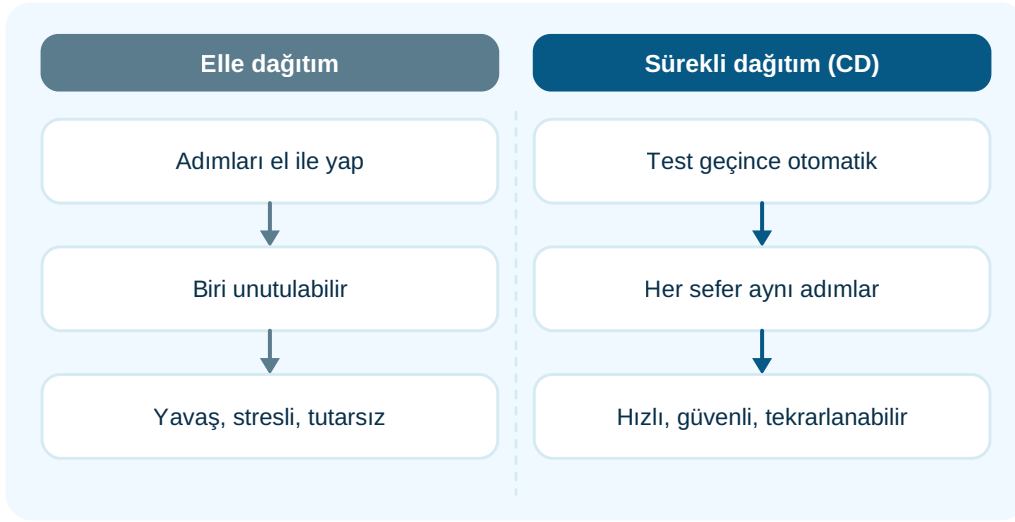 Elle dağıtım
Adımları el ile yap
Biri unutulabilir
Yavaş, stresli, tutarsız
Sürekli dağıtım (CD)
Test geçince otomatik
Her sefer aynı adımlar
Hızlı, güvenli, tekrarlanabilir